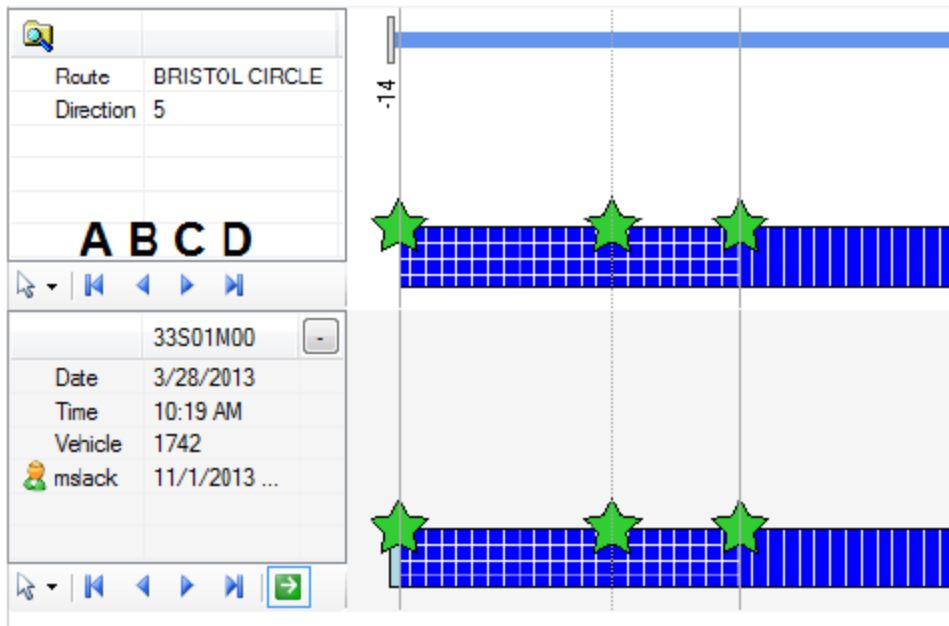 Route BRISTOL CIRCLE
Direction 5
-14
A B C D
33S01M00 -
Date 3/28/2013
Time 10:19 AM
Vehicle 1742
mslack 11/1/2013 ...